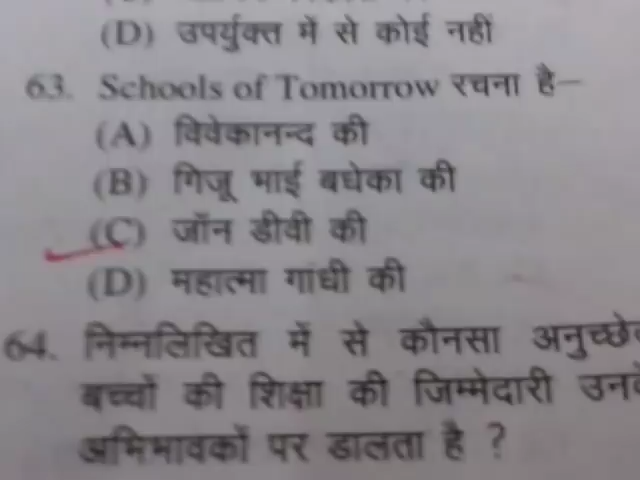 (D) उपर्युक्त में से कोई नहीं
63. Schools of Tomorrow रचना है–
(A) विवेकानन्द की
(B) गिजू भाई बधेका की
(C) जॉन डीवी की
(D) महात्मा गांधी की
64. निम्नलिखित में से कौनसा
बच्चों की शिक्षा की जिम्मेदारी
अभिभावकों पर डालता है ?